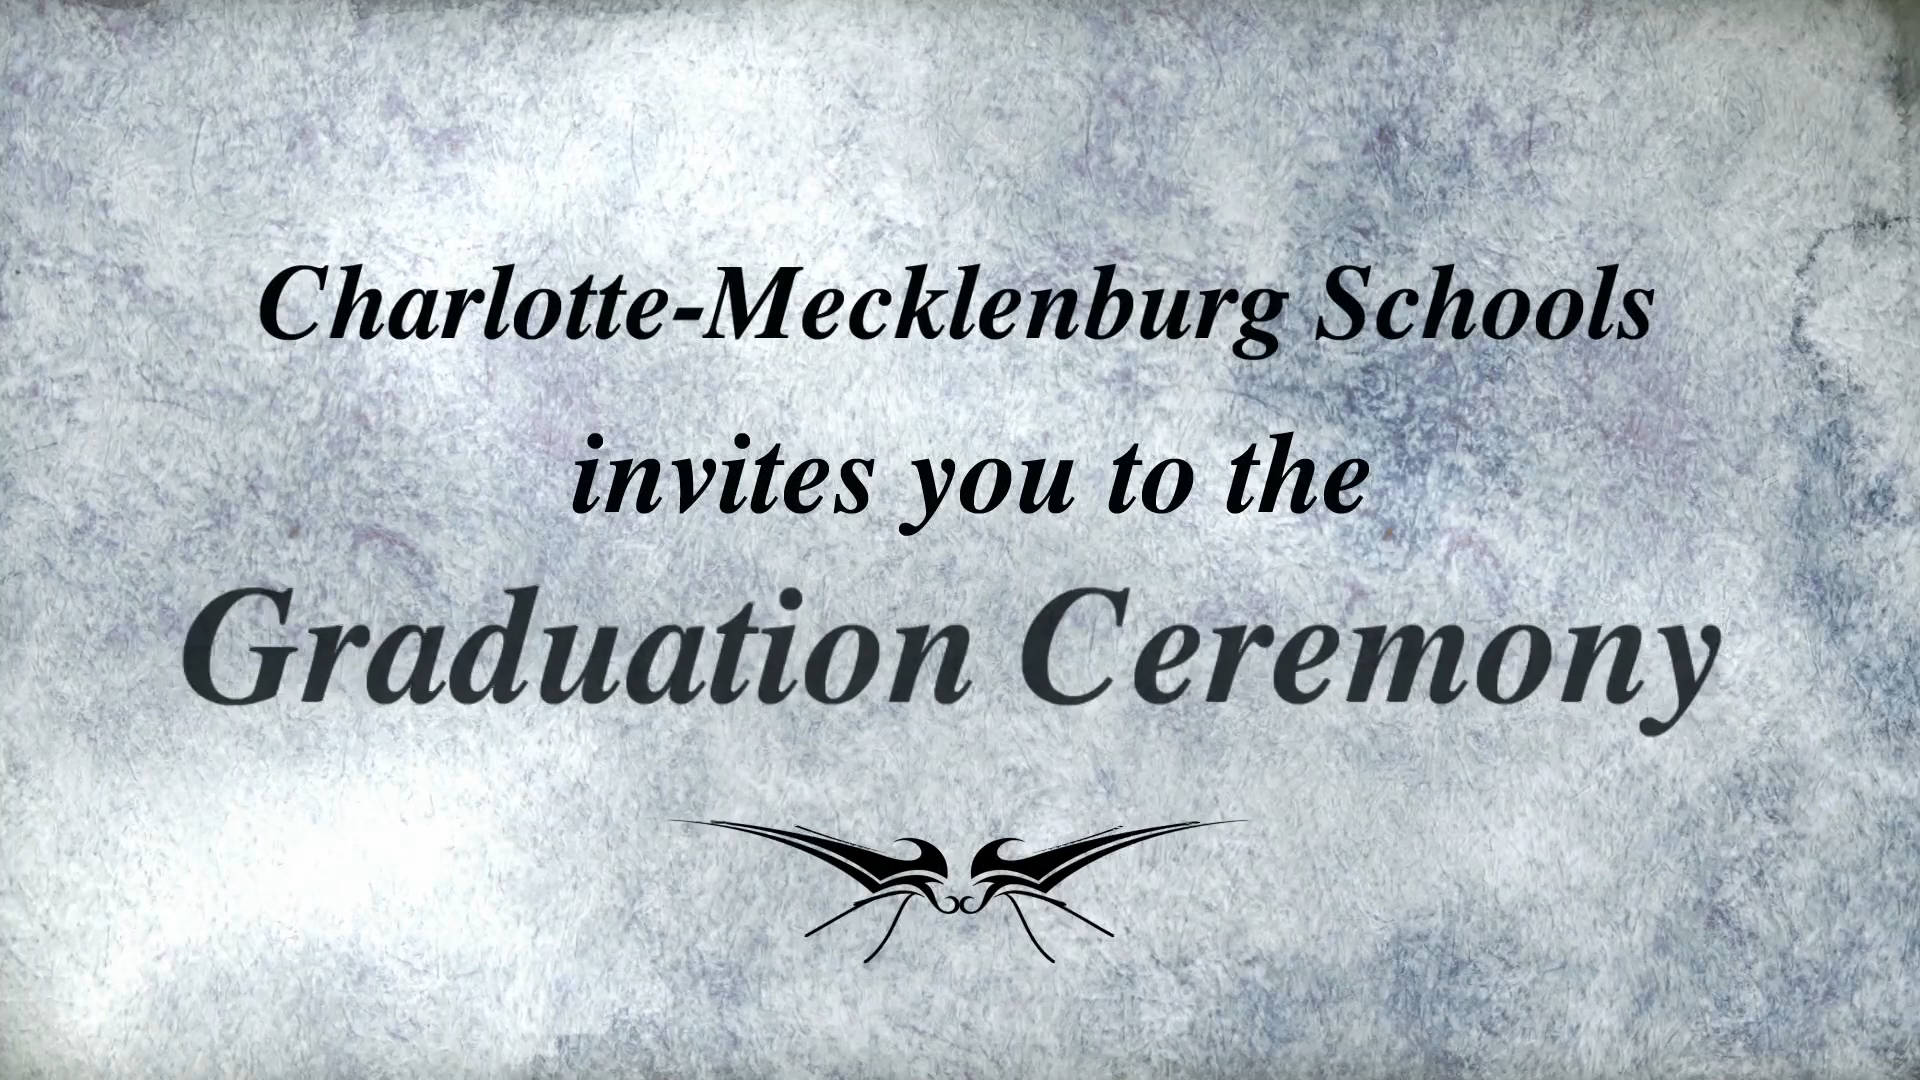 Charlotte-Mecklenburg Schools
invites you to the
Graduation Ceremony